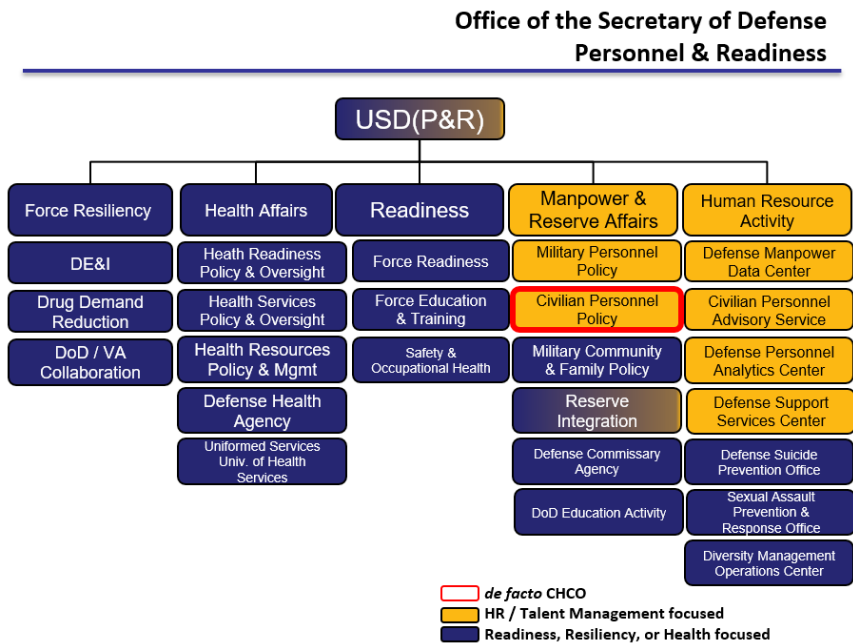 Office of the Secretary of Defense
Personnel & Readiness
USD(P&R)
Force Resiliency
DE&I
Drug Demand
Reduction
DoD / VA
Collaboration
Health Affairs
Heath Readiness
Policy & Oversight
Health Services
Policy & Oversight
Health Resources
Policy & Mgmt
Defense Health
Agency
Uniformed Services
Univ. of Health
Services
Readiness
Force Readiness
Force Education
& Training
Safety &
Occupational Health
Manpower &
Reserve Affairs
Military Personnel
Policy
Civilian Personnel
Policy
Military Community
& Family Policy
Reserve
Integration
Defense Commissary
Agency
DoD Education Activity
Human Resource
Activity
Defense Manpower
Data Center
Civilian Personnel
Advisory Service
Defense Personnel
Analytics Center
Defense Support
Services Center
Defense Suicide
Prevention Office
Sexual Assault
Prevention &
Response Office
Diversity Management
Operations Center
de facto CHCO
HR / Talent Management focused
Readiness, Resiliency, or Health focused